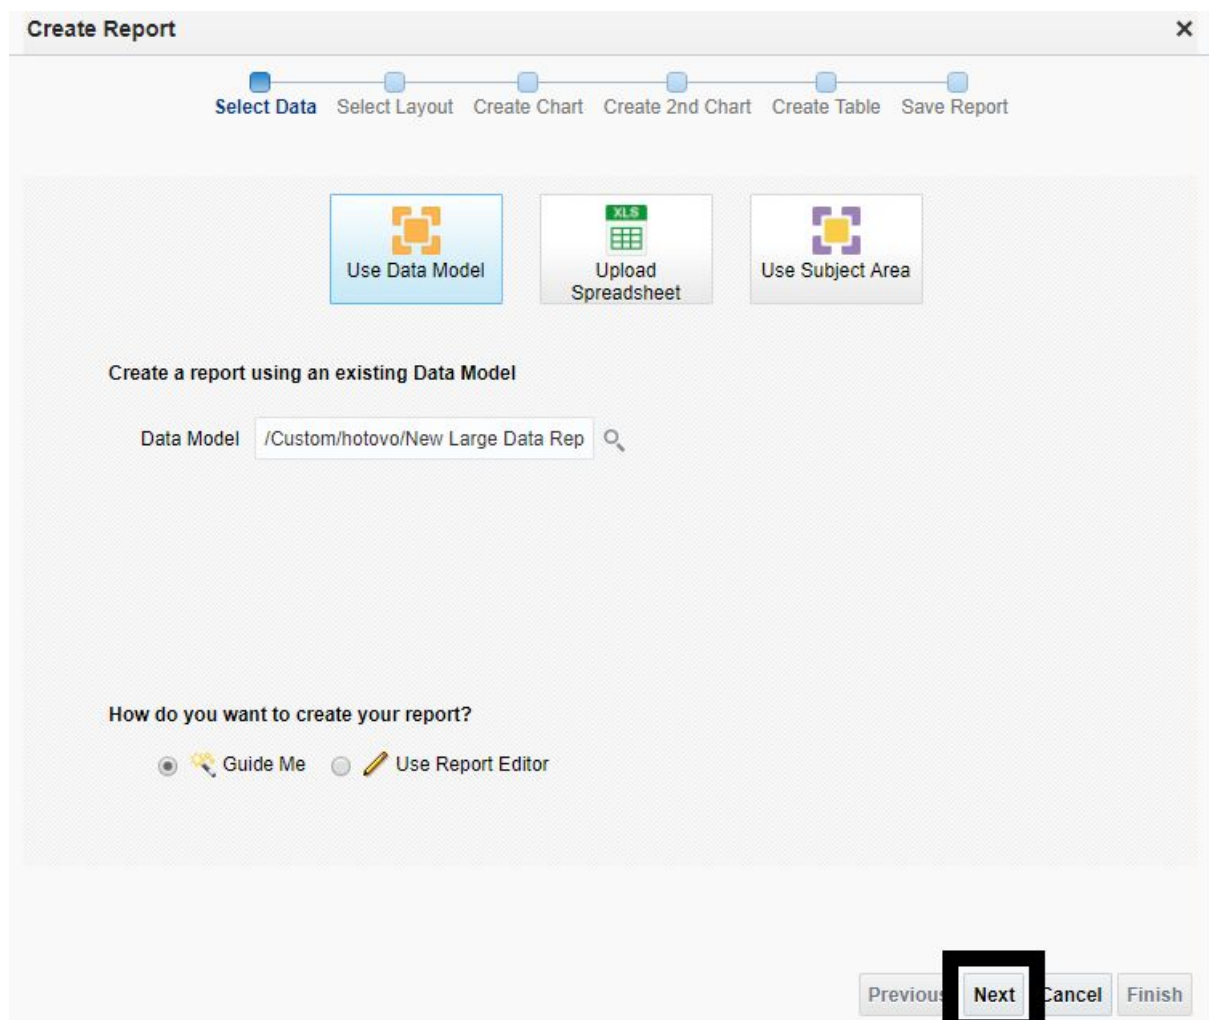 Create Report
Select Data Select Layout Create Chart Create 2nd Chart Create Table Save Report
XLS
Use Data Model Upload Spreadsheet Use Subject Area
Create a report using an existing Data Model
Data Model /Custom/hotovo/New Large Data Rep
How do you want to create your report?
Guide Me Use Report Editor
Previous Next Cancel Finish